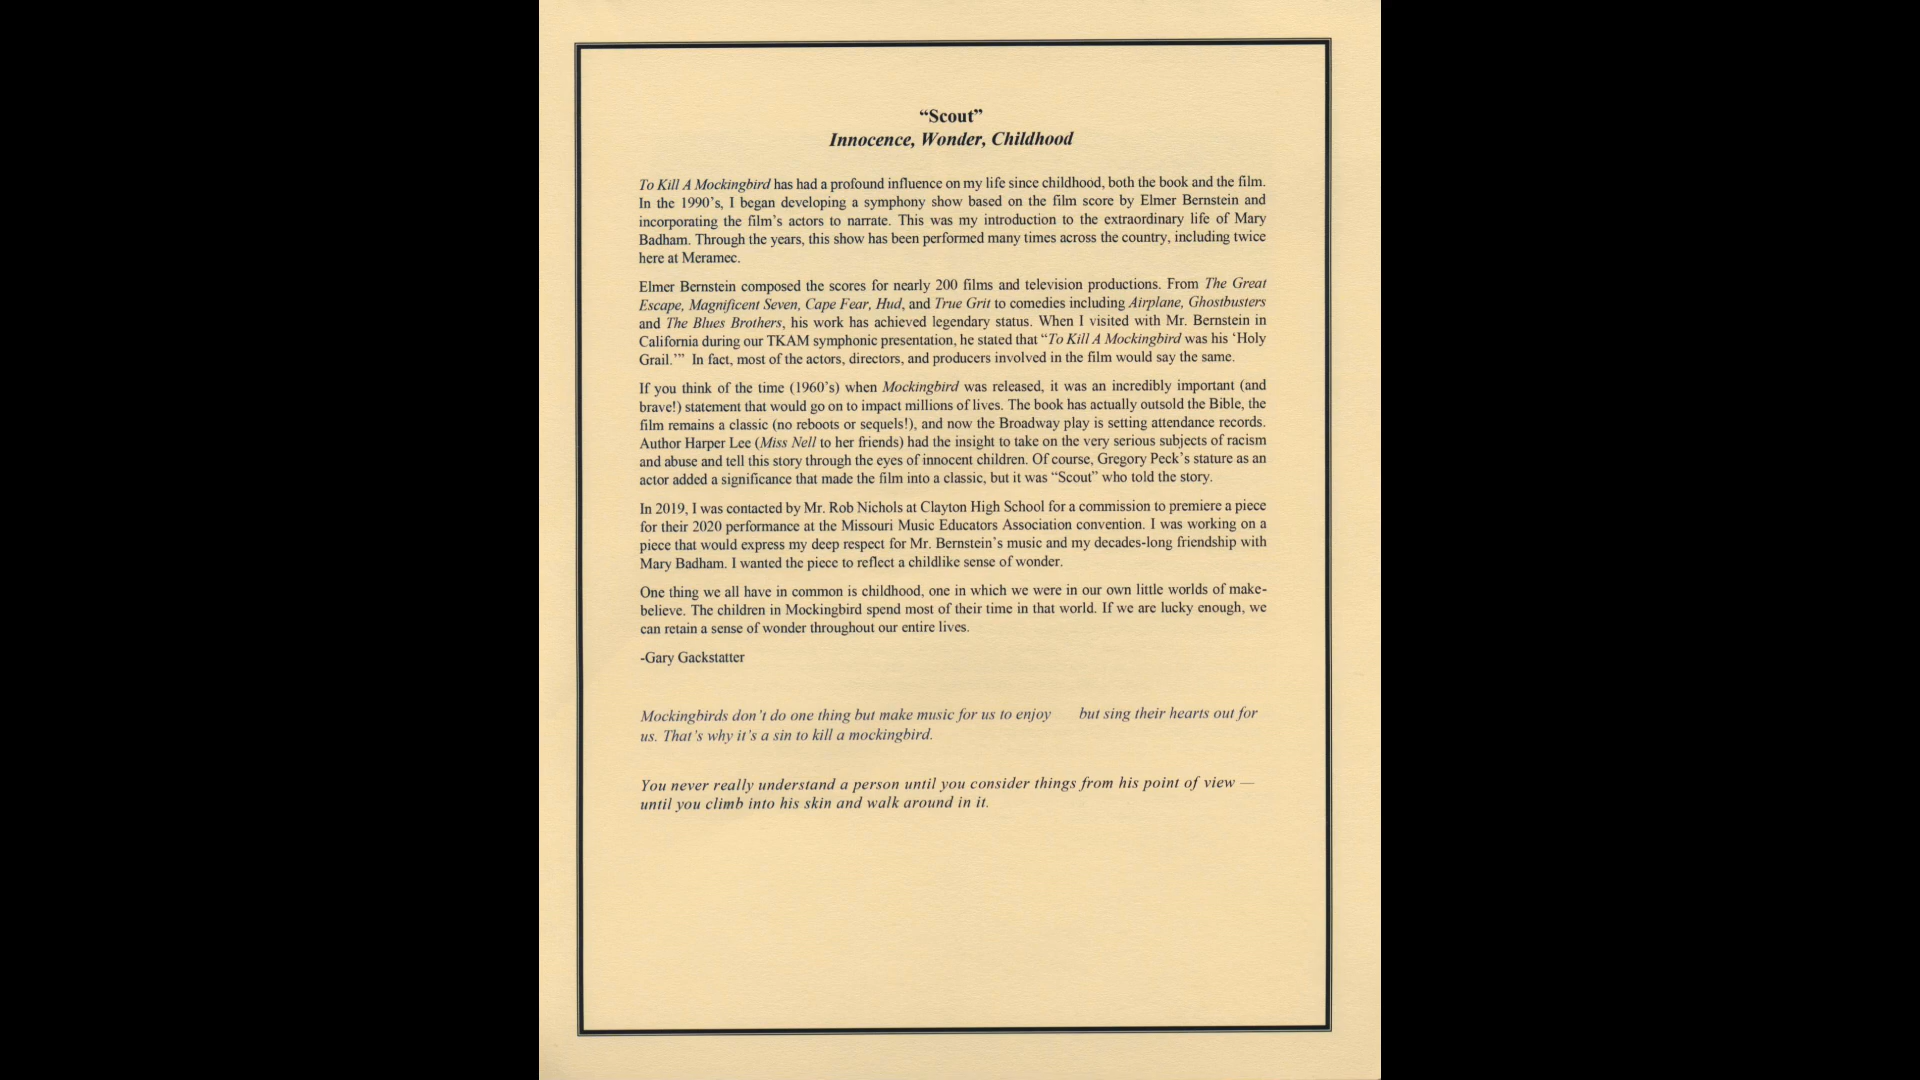 “Scout”
Innocence, Wonder, Childhood
To Kill A Mockingbird has had a profound influence on my life since childhood, both the book and the film.
In the 1990’s, I began developing a symphony show based on the film score by Elmer Bernstein and
incorporating the film’s actors to narrate. This was my introduction to the extraordinary life of Mary
Badham. Through the years, this show has been performed many times across the country, including twice
here at Meramec.
Elmer Bernstein composed the scores for nearly 200 films and television productions. From The Great
Escape, Magnificent Seven, Cape Fear, Hud, and True Grit to comedies including Airplane, Ghostbusters
and The Blues Brothers, his work has achieved legendary status. When I visited with Mr. Bernstein in
California during our TKAM symphonic presentation, he stated that “To Kill A Mockingbird was his ‘Holy
Grail.’” In fact, most of the actors, directors, and producers involved in the film would say the same.
If you think of the time (1960’s) when Mockingbird was released, it was an incredibly important (and
brave!) statement that would go on to impact millions of lives. The book has actually outsold the Bible, the
film remains a classic (no reboots or sequels!), and now the Broadway play is setting attendance records.
Author Harper Lee (Miss Nell to her friends) had the insight to take on the very serious subjects of racism
and abuse and tell this story through the eyes of innocent children. Of course, Gregory Peck’s stature as an
actor added a significance that made the film into a classic, but it was “Scout” who told the story.
In 2019, I was contacted by Mr. Rob Nichols at Clayton High School for a commission to premiere a piece
for their 2020 performance at the Missouri Music Educators Association convention. I was working on a
piece that would express my deep respect for Mr. Bernstein’s music and my decades-long friendship with
Mary Badham. I wanted the piece to reflect a childlike sense of wonder.
One thing we all have in common is childhood, one in which we were in our own little worlds of make-
believe. The children in Mockingbird spend most of their time in that world. If we are lucky enough, we
can retain a sense of wonder throughout our entire lives.
-Gary Gackstatter
Mockingbirds don’t do one thing but make music for us to enjoy but sing their hearts out for
us. That’s why it’s a sin to kill a mockingbird.
You never really understand a person until you consider things from his point of view —
until you climb into his skin and walk around in it.